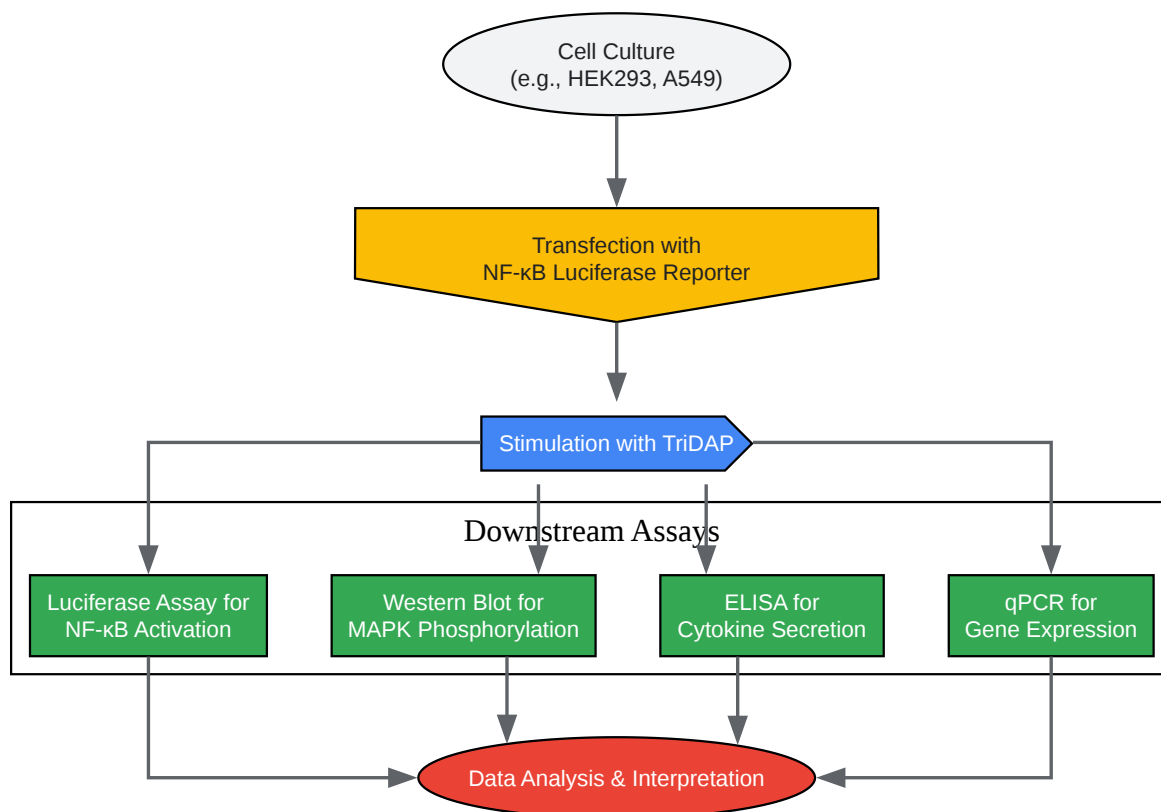 Cell Culture
(e.g., HEK293, A549)
Transfection with
NF-κB Luciferase Reporter
Stimulation with TriDAP
Downstream Assays
Luciferase Assay for
NF-κB Activation
Western Blot for
MAPK Phosphorylation
ELISA for
Cytokine Secretion
qPCR for
Gene Expression
Data Analysis & Interpretation